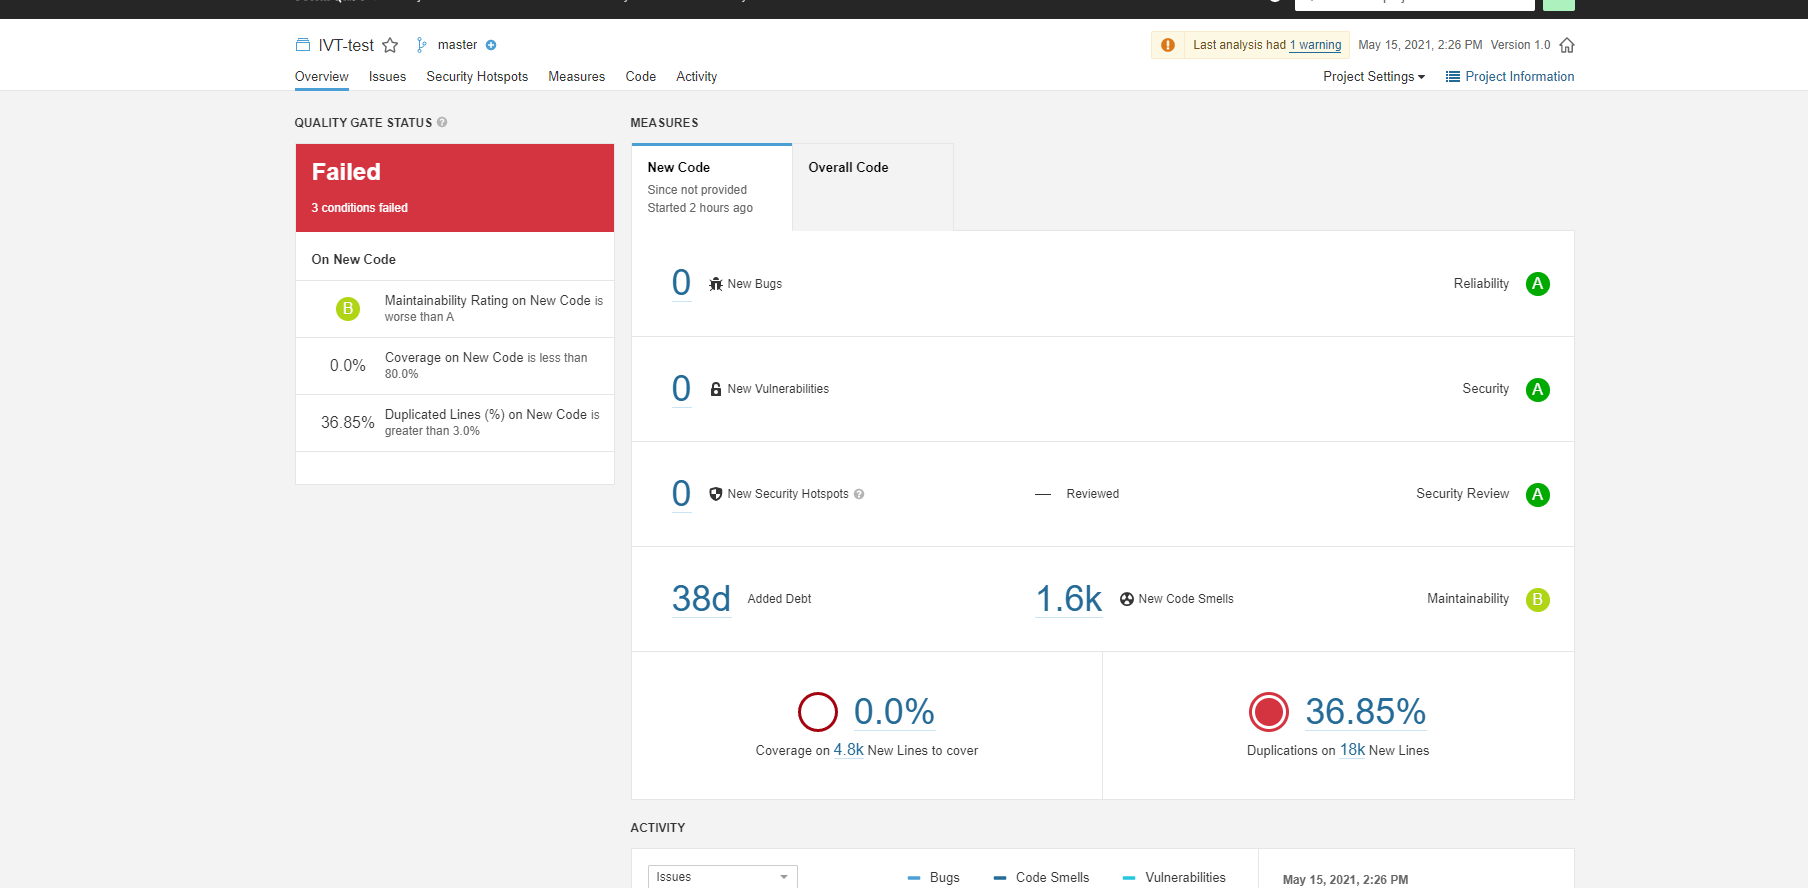 IVT-test
master
Last analysis had 1 warning
May 15, 2021, 2:26 PM
Version 1.0
Overview
Issues
Security Hotspots
Measures
Code
Activity
Project Settings
Project Information
QUALITY GATE STATUS
Failed
3 conditions failed
On New Code
B
Maintainability Rating on New Code is
worse than A
0.0%
Coverage on New Code is less than
80.0%
36.85%
Duplicated Lines (%) on New Code is
greater than 3.0%
MEASURES
New Code
Since not provided
Started 2 hours ago
Overall Code
0 New Bugs
Reliability A
0 New Vulnerabilities
Security A
0 New Security Hotspots
Reviewed
Security Review A
38d Added Debt
1.6k New Code Smells
Maintainability B
0.0%
Coverage on 4.8k New Lines to cover
36.85%
Duplications on 18k New Lines
ACTIVITY
Issues
Bugs
Code Smells
Vulnerabilities
May 15, 2021, 2:26 PM